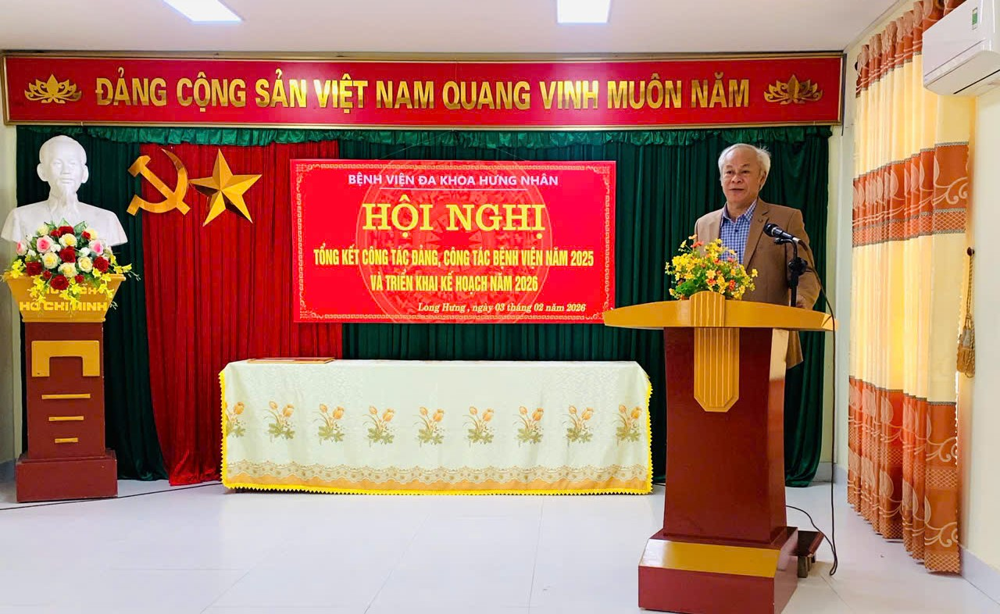 ĐẢNG CỘNG SẢN VIỆT NAM QUANG VINH MUÔN NĂM
BỆNH VIỆN ĐA KHOA HƯNG NHÂN
HỘI NGHỊ
TỔNG KẾT CÔNG TÁC ĐẢNG, CÔNG TÁC BỆNH VIỆN NĂM 2025
VÀ TRIỂN KHAI KẾ HOẠCH NĂM 2026
Long Hưng , ngày 03 tháng 02 năm 2026
HỒ CHÍ MINH